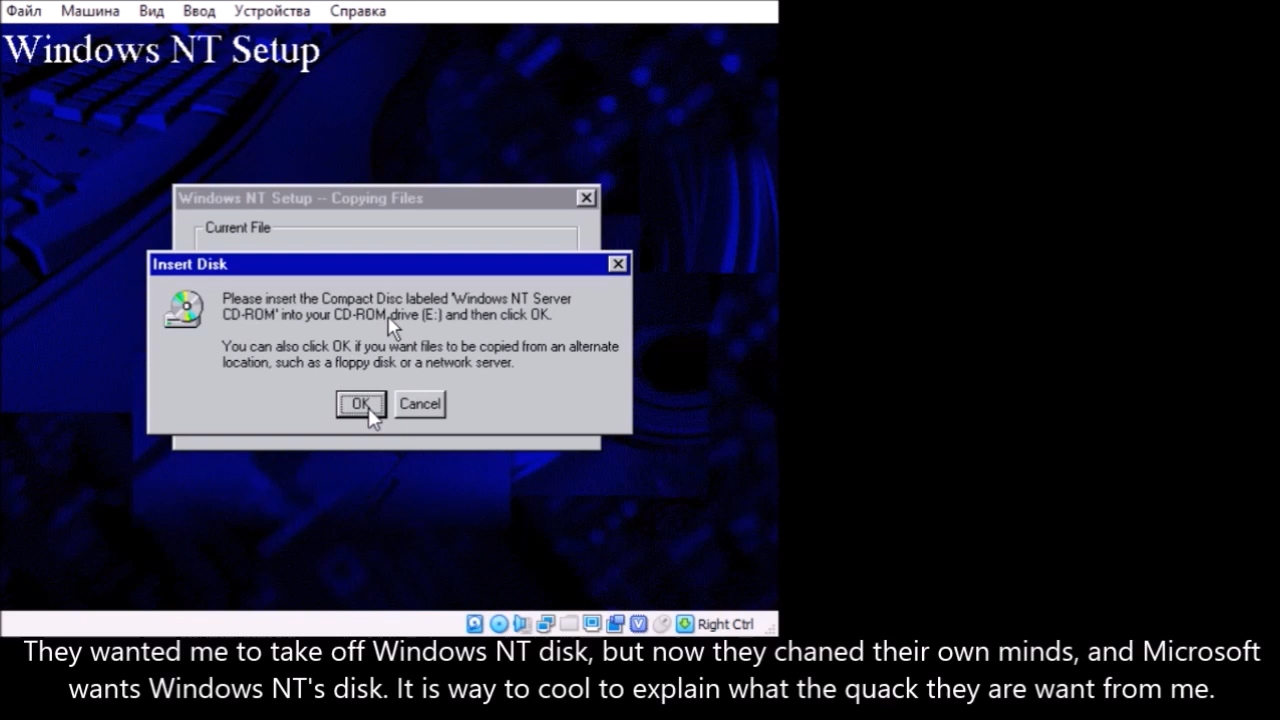 Файл Машина Вид Ввод Устройства Справка
Windows NT Setup
Windows NT Setup -- Copying Files
Current File
Insert Disk
Please insert the Compact Disc labeled 'Windows NT Server
CD-ROM' into your CD-ROM drive (E:) and then click OK.
You can also click OK if you want files to be copied from an alternate
location, such as a floppy disk or a network server.
OK Cancel
Right Ctrl
They wanted me to take off Windows NT disk, but now they chaned their own minds, and Microsoft
wants Windows NT's disk. It is way to cool to explain what the quack they are want from me.